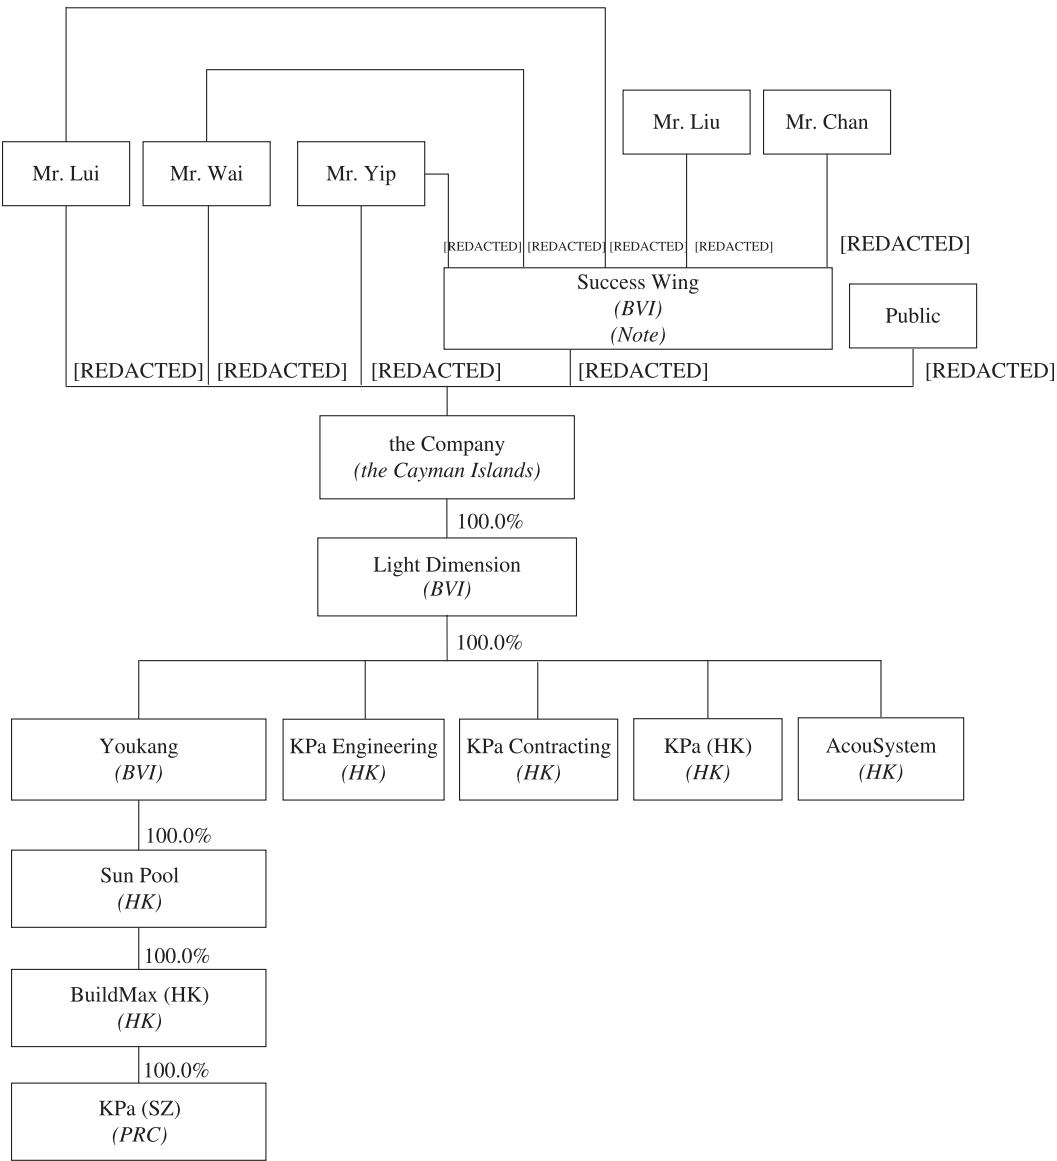 Mr. Liu
Mr. Chan
Mr. Lui
Mr. Wai
Mr. Yip
[REDACTED]
[REDACTED]
[REDACTED]
[REDACTED]
[REDACTED]
Success Wing
(BVI)
(Note)
Public
[REDACTED]
[REDACTED]
[REDACTED]
[REDACTED]
[REDACTED]
the Company
(the Cayman Islands)
100.0%
Light Dimension
(BVI)
100.0%
Youkang
(BVI)
KPa Engineering
(HK)
KPa Contracting
(HK)
KPa (HK)
(HK)
AcouSystem
(HK)
100.0%
Sun Pool
(HK)
100.0%
BuildMax (HK)
(HK)
100.0%
KPa (SZ)
(PRC)